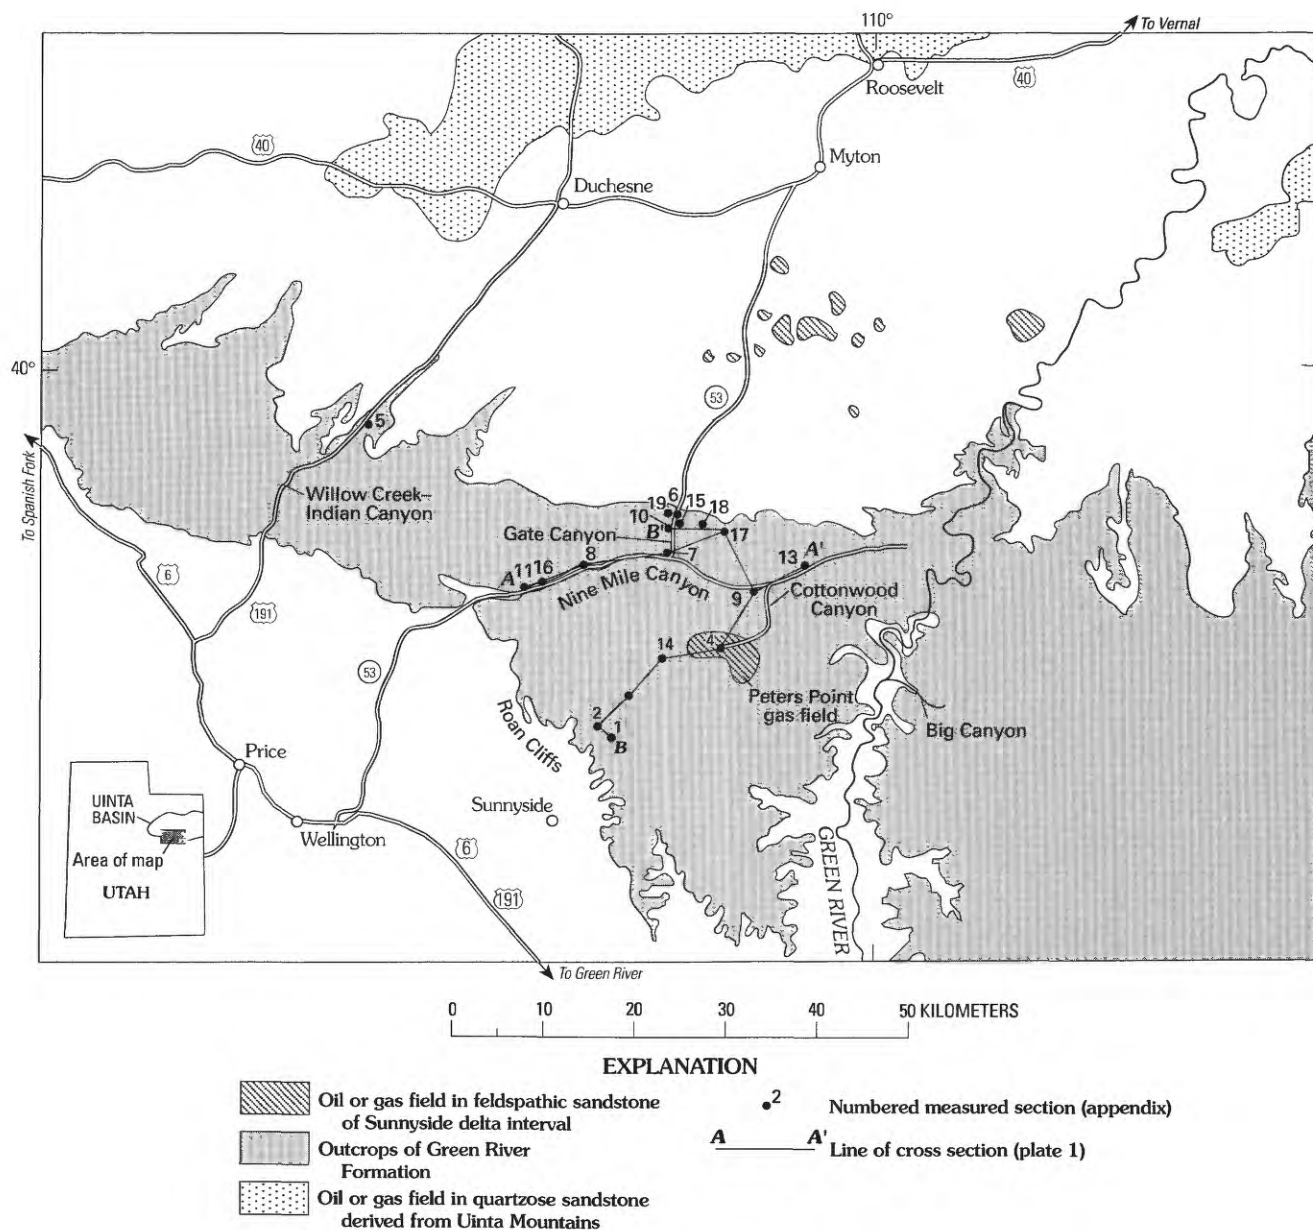 110°
To Vernal
40
Roosevelt
40
Myton
Duchesne
40°
53
5
To Spanish Fork
Willow Creek–
Indian Canyon
6
19
15
18
10
B'
17
Gate Canyon
7
8
13
A'
A
11
16
Nine Mile Canyon
9
Cottonwood
Canyon
6
191
53
14
4
Peters Point
gas field
2
1
B
Roan Cliffs
Big Canyon
Price
Sunnyside
Wellington
UINTA
BASIN
Area of map
UTAH
6
191
GREEN RIVER
To Green River
0 10 20 30 40 50 KILOMETERS
EXPLANATION
Oil or gas field in feldspathic sandstone
of Sunnyside delta interval
Outcrops of Green River
Formation
Oil or gas field in quartzose sandstone
derived from Uinta Mountains
2 Numbered measured section (appendix)
A A' Line of cross section (plate 1)